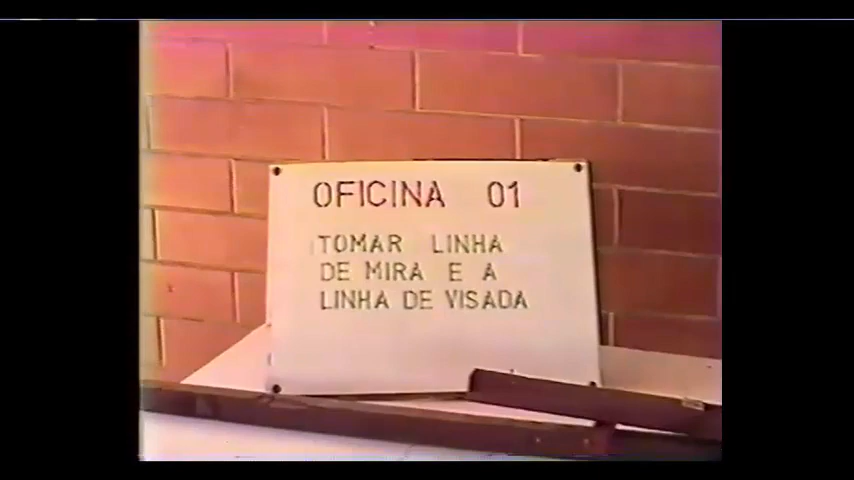 OFICINA 01
TOMAR LINHA
DE MIRA E A
LINHA DE VISADA